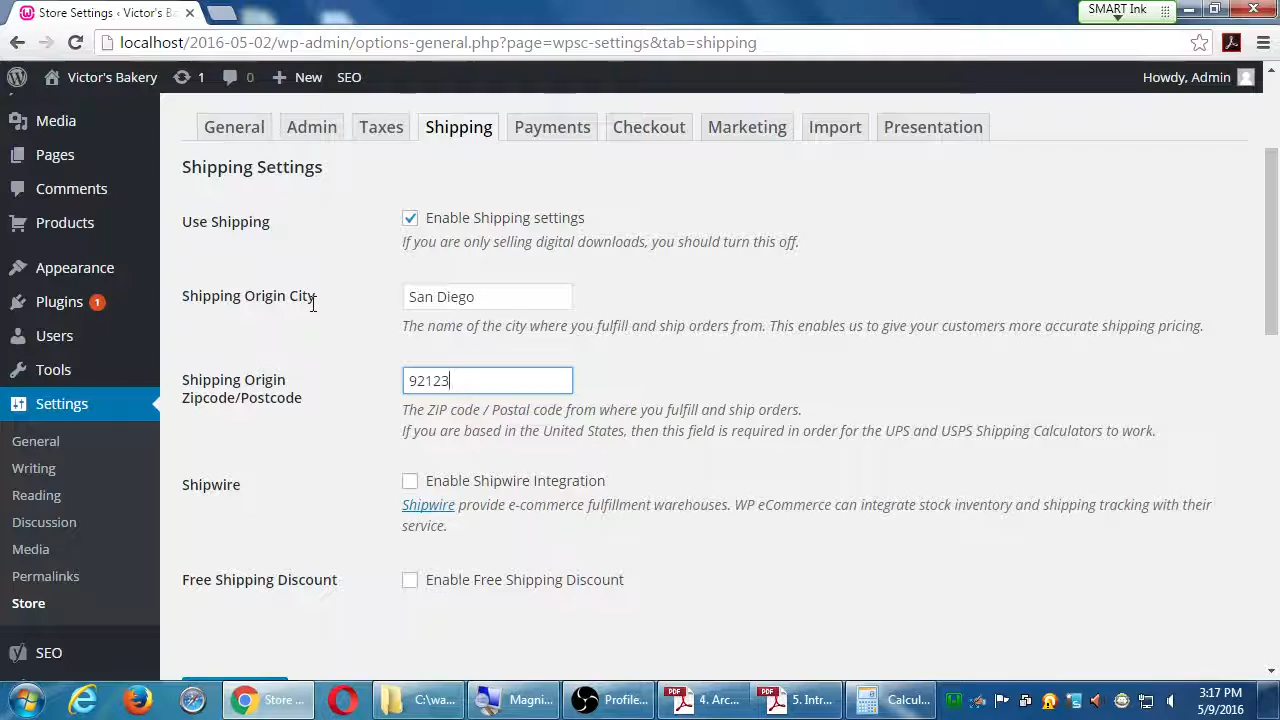 Store Settings ‹ Victor's B
SMART Ink
localhost/2016-05-02/wp-admin/options-general.php?page=wpsc-settings&tab=shipping
Victor's Bakery 1 0 New SEO Howdy, Admin
Media
Pages
Comments
Products
Appearance
Plugins 1
Users
Tools
Settings
General
Writing
Reading
Discussion
Media
Permalinks
Store
SEO
General Admin Taxes Shipping Payments Checkout Marketing Import Presentation
Shipping Settings
Use Shipping
Enable Shipping settings
If you are only selling digital downloads, you should turn this off.
Shipping Origin City
San Diego
The name of the city where you fulfill and ship orders from. This enables us to give your customers more accurate shipping pricing.
Shipping Origin
Zipcode/Postcode
92123
The ZIP code / Postal code from where you fulfill and ship orders.
If you are based in the United States, then this field is required in order for the UPS and USPS Shipping Calculators to work.
Shipwire
Enable Shipwire Integration
Shipwire provide e-commerce fulfillment warehouses. WP eCommerce can integrate stock inventory and shipping tracking with their
service.
Free Shipping Discount
Enable Free Shipping Discount
Store ... C:\wa... Magni... Profile... 4. Arc... 5. Intr... Calcul...
3:17 PM
5/9/2016